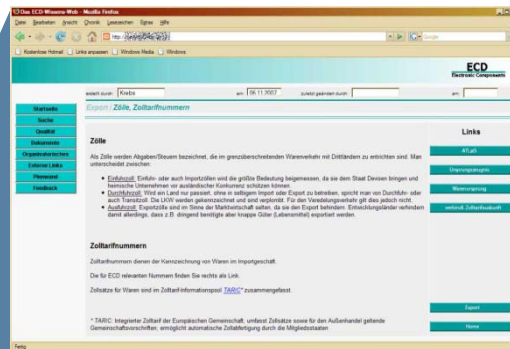 Das ECD-Wissens-Web - Mozilla Firefox
Datei Bearbeiten Ansicht Chronik Lesezeichen Extras Hilfe
http://
Google
Kostenlose Hotmail Links anpassen Windows Media Windows
ECD
Electronic Components
erstellt durch: Krebs am: 06.11.2007 zuletzt geändert durch: am:
Startseite
Suche
Qualität
Dokumente
Organisatorisches
Externe Links
Pinnwand
Feedback
Export / Zölle, Zolltarifnummern
Zölle
Als Zölle werden Abgaben/Steuern bezeichnet, die im grenzüberschreitenden Warenverkehr mit Drittländern zu entrichten sind. Man
unterscheidet zwischen:
• Einfuhrzoll: Einfuhr- oder auch Importzöllen wird die größte Bedeutung beigemessen, da sie dem Staat Devisen bringen und
heimische Unternehmen vor ausländischer Konkurrenz schützen können.
• Durchfuhrzoll: Wird ein Land nur passiert, ohne in selbigem Import oder Export zu betreiben, spricht man von Durchfuhr- oder
auch Transitzoll. Die LKW werden gekennzeichnet und sind verplombt. Für den Veredelungsverkehr gilt dies jedoch nicht.
• Ausfuhrzoll: Exportzölle sind im Sinne der Marktwirtschaft selten, da sie den Export behindern. Entwicklungsländer verhindern
damit allerdings, dass z.B. dringend benötigte aber knappe Güter (Lebensmittel) exportiert werden.
Zolltarifnummern
Zolltarifnummern dienen der Kennzeichnung von Waren im Importgeschäft.
Die für ECD relevanten Nummern finden Sie rechts als Link.
Zollsätze für Waren sind im Zolltarif-Informationspool TARIC* zusammengefasst.
* TARIC: Integrierter Zolltarif der Europäischen Gemeinschaft; umfasst Zollsätze sowie für den Außenhandel geltende
Gemeinschaftsvorschriften; ermöglicht automatische Zollabfertigung durch die Mitgliedsstaaten
Links
ATLAS
Ursprungszeugnis
Warenursprung
verbindl. Zolltarifauskunft
Export
Home
Fertig